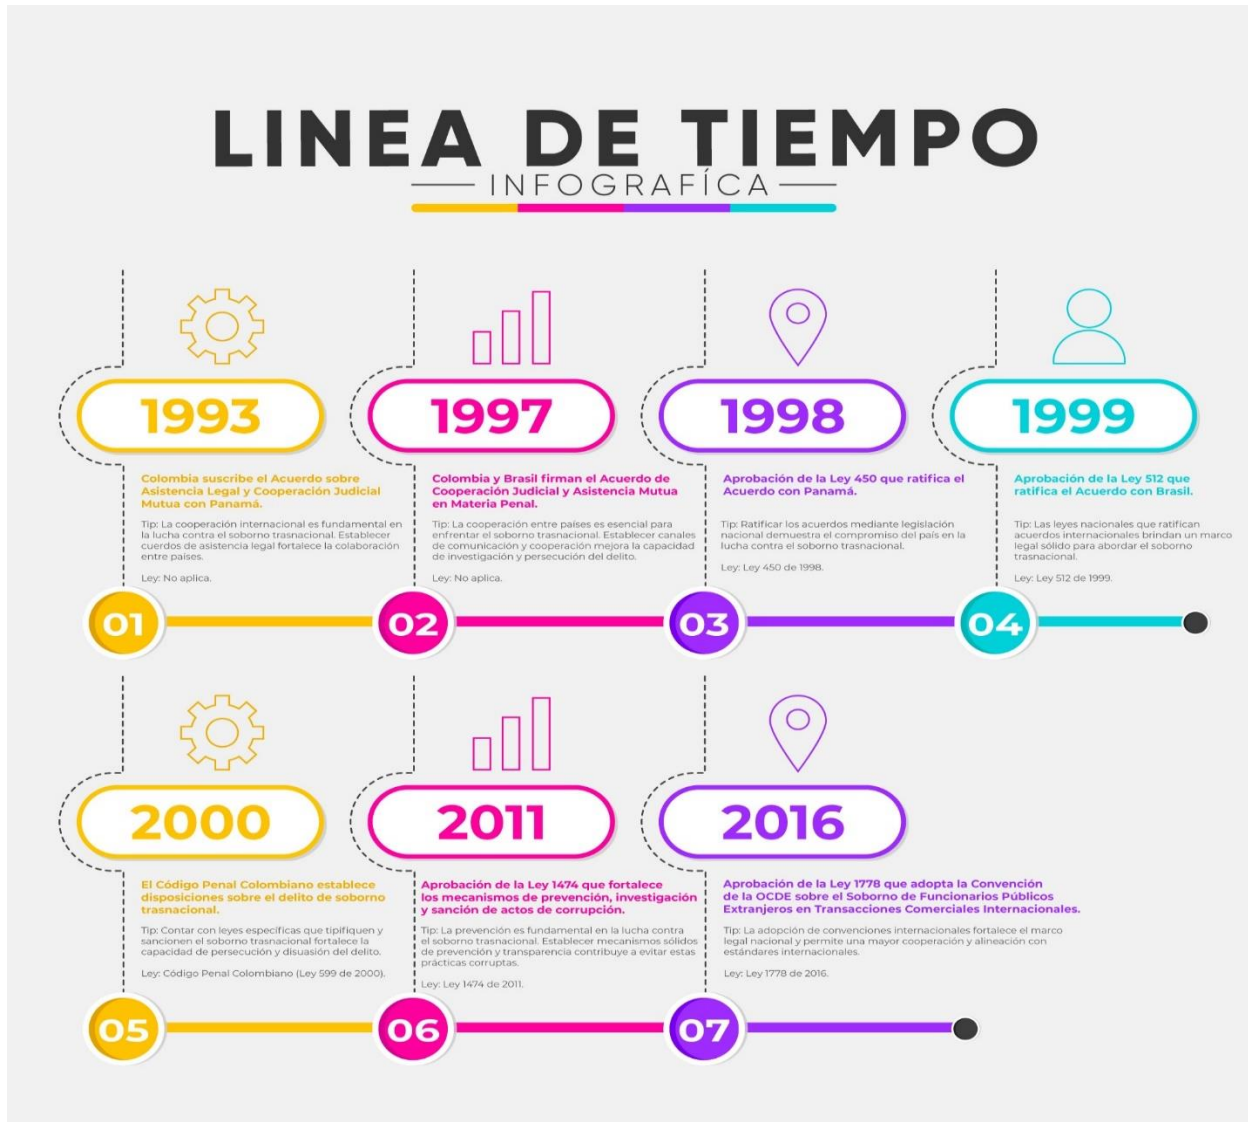 LINEA DE TIEMPO
INFOGRAFÍCA
1993
Colombia suscribe el Acuerdo sobre
Asistencia Legal y Cooperación Judicial
Mutua con Panamá.
Tip: La cooperación internacional es fundamental en
la lucha contra el soborno trasnacional. Establecer
cuerdos de asistencia legal fortalece la colaboración
entre países.
Ley: No aplica.
01
1997
Colombia y Brasil firman el Acuerdo de
Cooperación Judicial y Asistencia Mutua
en Materia Penal.
Tip: La cooperación entre países es esencial para
enfrentar el soborno trasnacional. Establecer canales
de comunicación y cooperación mejora la capacidad
de investigación y persecución del delito.
Ley: No aplica.
02
1998
Aprobación de la Ley 450 que ratifica el
Acuerdo con Panamá.
Tip: Ratificar los acuerdos mediante legislación
nacional demuestra el compromiso del país en la
lucha contra el soborno trasnacional.
Ley: Ley 450 de 1998.
03
1999
Aprobación de la Ley 512 que
ratifica el Acuerdo con Brasil.
Tip: Las leyes nacionales que ratifican
acuerdos internacionales brindan un marco
legal sólido para abordar el soborno
trasnacional.
Ley: Ley 512 de 1999.
04
2000
El Código Penal Colombiano establece
disposiciones sobre el delito de soborno
trasnacional.
Tip: Contar con leyes específicas que tipifiquen y
sancionen el soborno trasnacional fortalece la
capacidad de persecución y disuasión del delito.
Ley: Código Penal Colombiano (Ley 599 de 2000).
05
2011
Aprobación de la Ley 1474 que fortalece
los mecanismos de prevención, investigación
y sanción de actos de corrupción.
Tip: La prevención es fundamental en la lucha contra
el soborno trasnacional. Establecer mecanismos sólidos
de prevención y transparencia contribuye a evitar estas
prácticas corruptas.
Ley: Ley 1474 de 2011.
06
2016
Aprobación de la Ley 1778 que adopta la Convención
de la OCDE sobre el Soborno de Funcionarios Públicos
Extranjeros en Transacciones Comerciales Internacionales.
Tip: La adopción de convenciones internacionales fortalece el marco
legal nacional y permite una mayor cooperación y alineación con
estándares internacionales.
Ley: Ley 1778 de 2016.
07